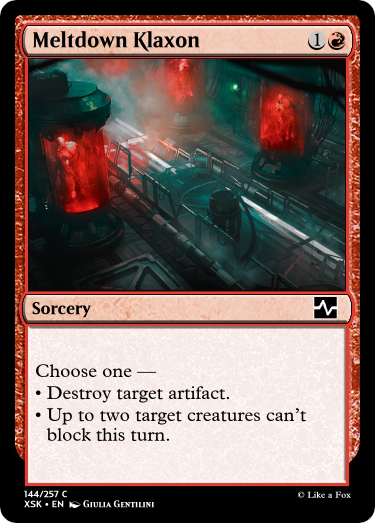 Meltdown Klaxon 1
Sorcery
Choose one —
• Destroy target artifact.
• Up to two target creatures can't
block this turn.
144/257 C
XSK • EN Giulia Gentilini
© Like a Fox